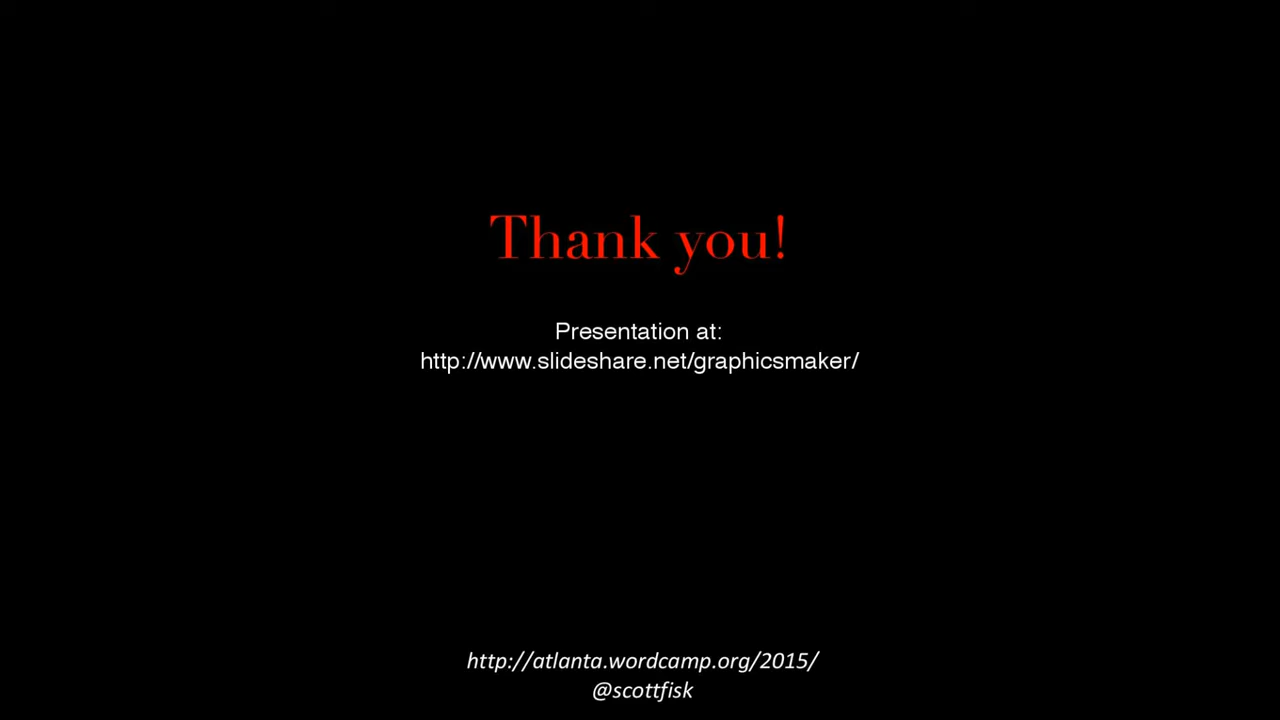 Thank you!
Presentation at:
http://www.slideshare.net/graphicsmaker/
http://atlanta.wordcamp.org/2015/
@scottfisk